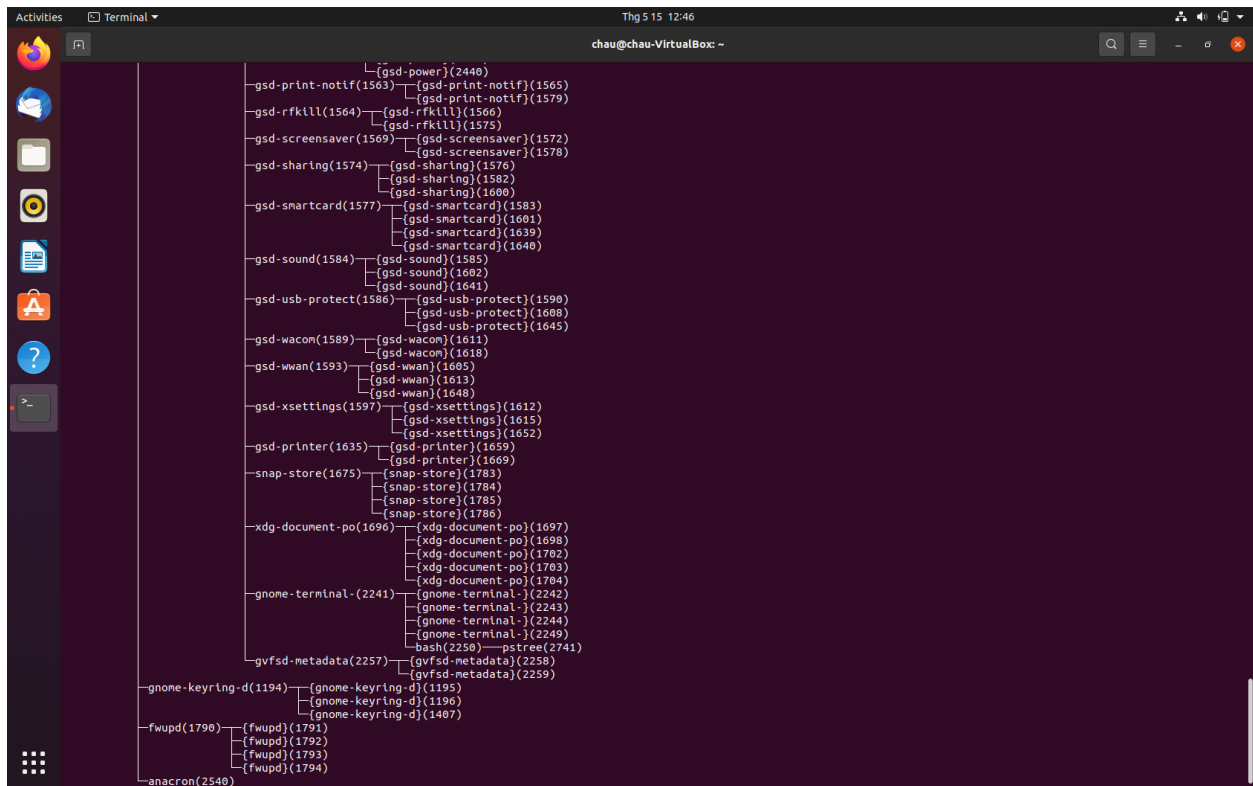 Activities Terminal Thg 5 15 12:46
chau@chau-VirtualBox: ~
{gsd-power}(2440)
gsd-print-notif(1563)─┬─{gsd-print-notif}(1565)
└─{gsd-print-notif}(1579)
gsd-rfkill(1564)─┬─{gsd-rfkill}(1566)
└─{gsd-rfkill}(1575)
gsd-screensaver(1569)─┬─{gsd-screensaver}(1572)
└─{gsd-screensaver}(1578)
gsd-sharing(1574)─┬─{gsd-sharing}(1576)
├─{gsd-sharing}(1582)
└─{gsd-sharing}(1600)
gsd-smartcard(1577)─┬─{gsd-smartcard}(1583)
├─{gsd-smartcard}(1601)
├─{gsd-smartcard}(1639)
└─{gsd-smartcard}(1640)
gsd-sound(1584)─┬─{gsd-sound}(1585)
├─{gsd-sound}(1602)
└─{gsd-sound}(1641)
gsd-usb-protect(1586)─┬─{gsd-usb-protect}(1590)
├─{gsd-usb-protect}(1608)
└─{gsd-usb-protect}(1645)
gsd-wacom(1589)─┬─{gsd-wacom}(1611)
└─{gsd-wacom}(1618)
gsd-wwan(1593)─┬─{gsd-wwan}(1605)
├─{gsd-wwan}(1613)
└─{gsd-wwan}(1648)
gsd-xsettings(1597)─┬─{gsd-xsettings}(1612)
├─{gsd-xsettings}(1615)
└─{gsd-xsettings}(1652)
gsd-printer(1635)─┬─{gsd-printer}(1659)
└─{gsd-printer}(1669)
snap-store(1675)─┬─{snap-store}(1783)
├─{snap-store}(1784)
├─{snap-store}(1785)
└─{snap-store}(1786)
xdg-document-po(1696)─┬─{xdg-document-po}(1697)
├─{xdg-document-po}(1698)
├─{xdg-document-po}(1702)
├─{xdg-document-po}(1703)
└─{xdg-document-po}(1704)
gnome-terminal-(2241)─┬─{gnome-terminal-}(2242)
├─{gnome-terminal-}(2243)
├─{gnome-terminal-}(2244)
├─{gnome-terminal-}(2249)
└─bash(2250)───pstree(2741)
gvfsd-metadata(2257)─┬─{gvfsd-metadata}(2258)
└─{gvfsd-metadata}(2259)
gnome-keyring-d(1194)─┬─{gnome-keyring-d}(1195)
├─{gnome-keyring-d}(1196)
└─{gnome-keyring-d}(1407)
fwupd(1790)─┬─{fwupd}(1791)
├─{fwupd}(1792)
├─{fwupd}(1793)
└─{fwupd}(1794)
anacron(2540)